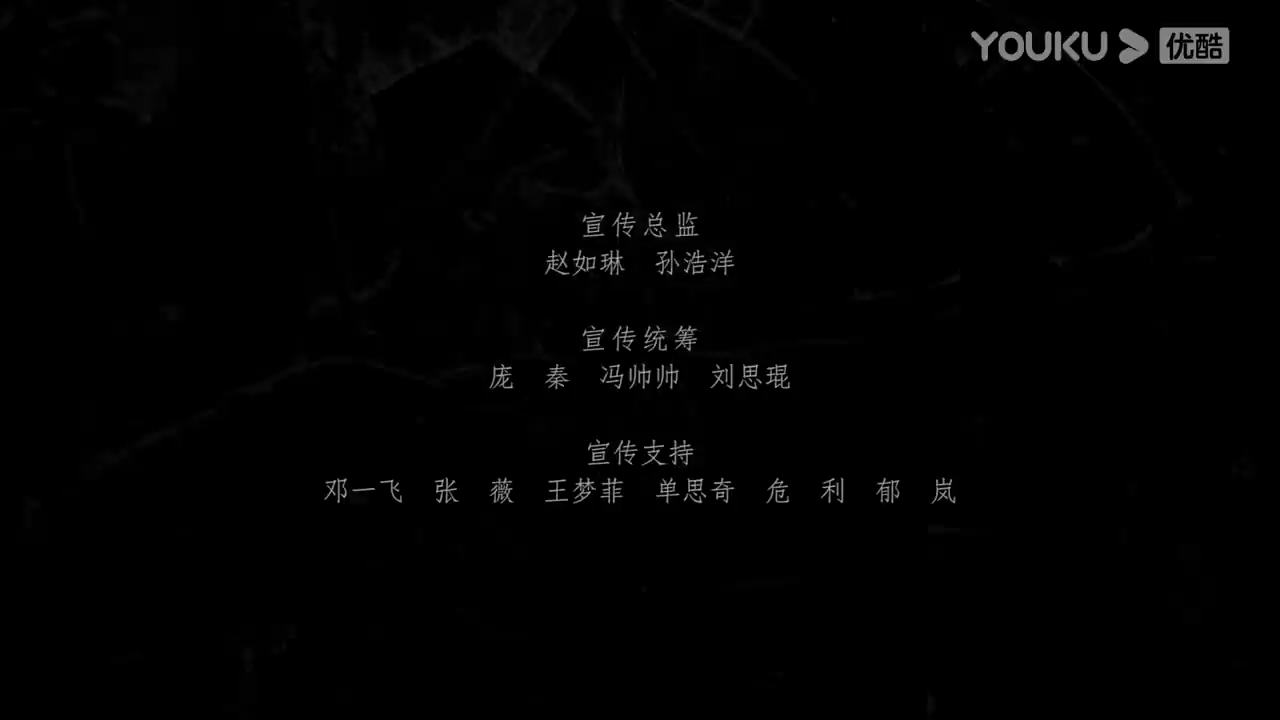 YOUKU 优酷
宣传总监
赵如琳 孙浩洋
宣传统筹
庞 秦 冯帅帅 刘思琨
宣传支持
邓一飞 张 薇 王梦菲 单思奇 危 利 郁 岚